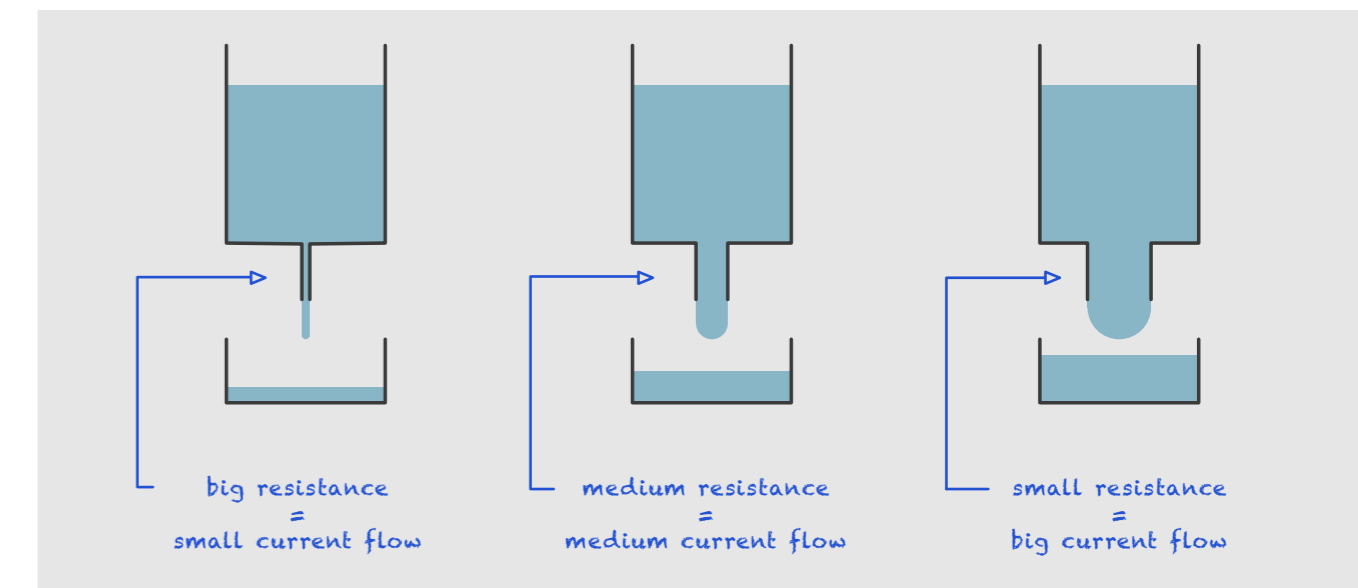 big resistance
=
small current flow
medium resistance
=
medium current flow
small resistance
=
big current flow